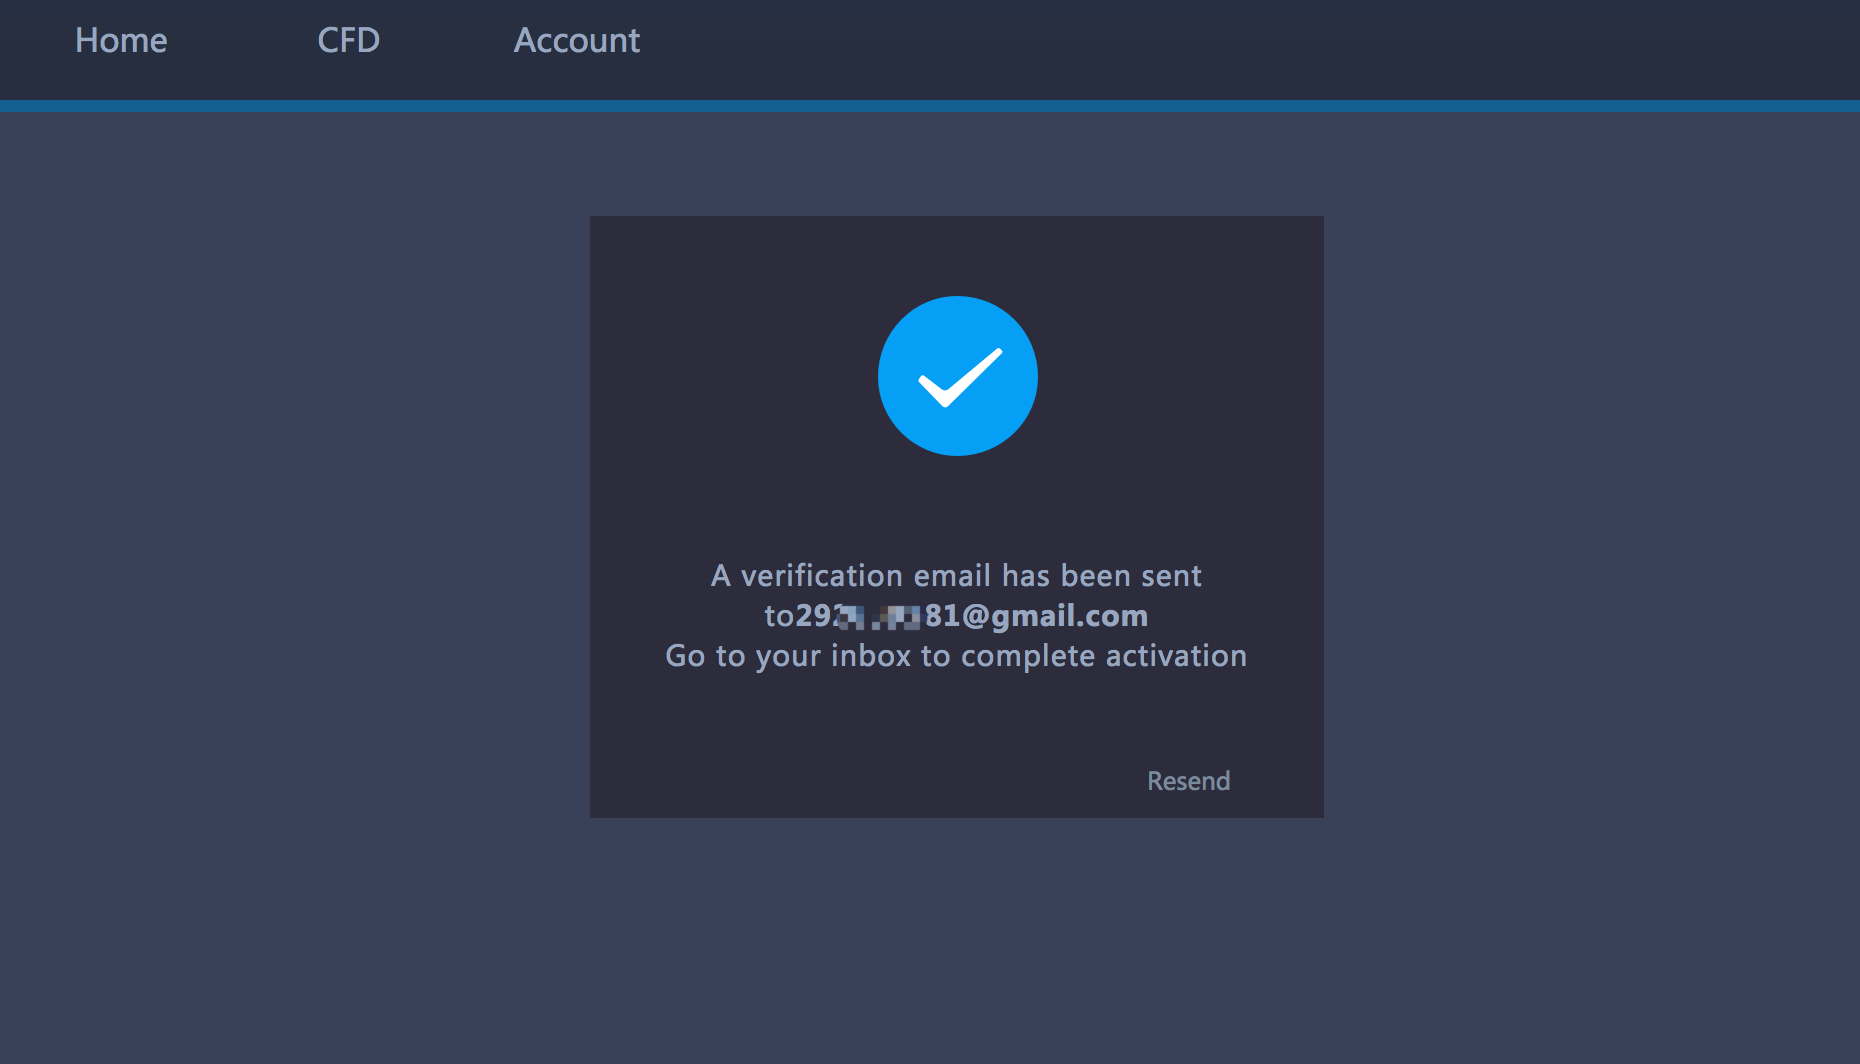 Home CFD Account
A verification email has been sent
to29 81@gmail.com
Go to your inbox to complete activation
Resend